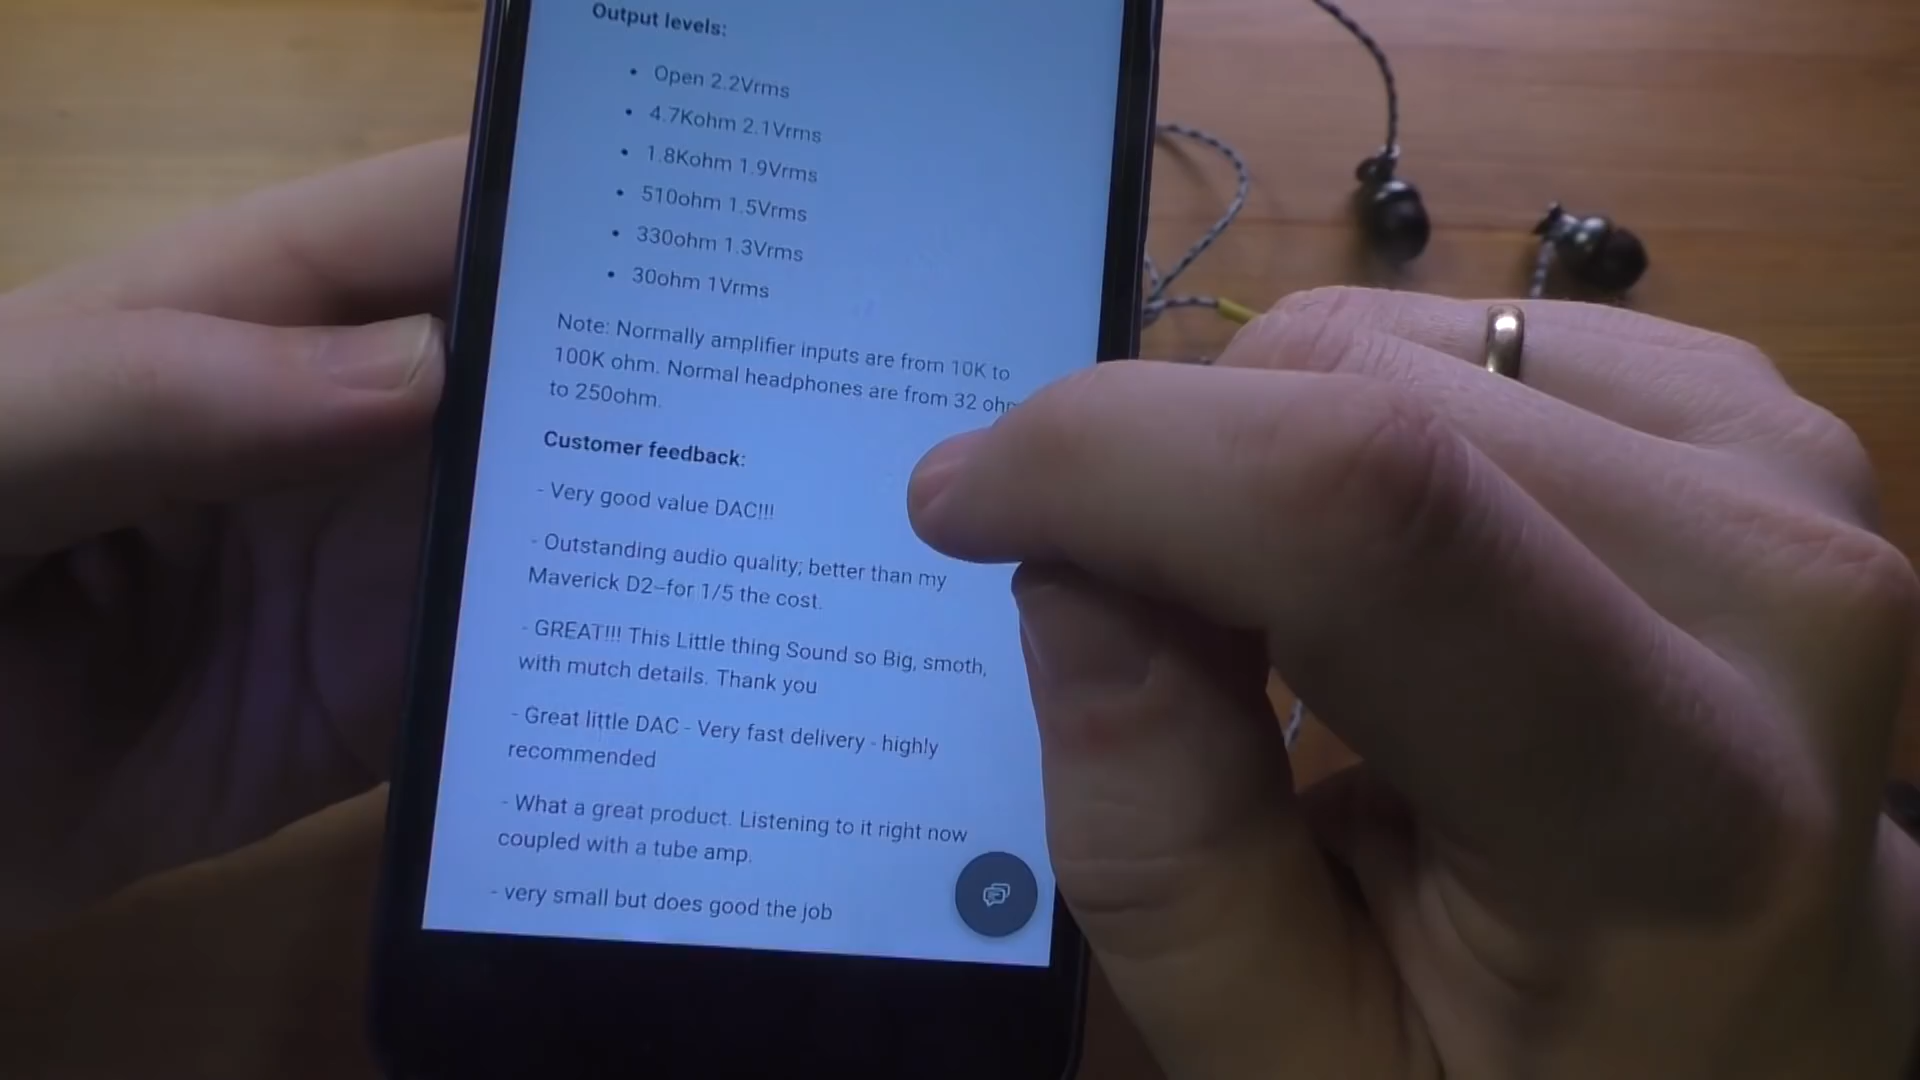 Output levels:
• Open 2.2Vrms
• 4.7Kohm 2.1Vrms
• 1.8Kohm 1.9Vrms
• 510ohm 1.5Vrms
• 330ohm 1.3Vrms
• 30ohm 1Vrms
Note: Normally amplifier inputs are from 10K to
100K ohm. Normal headphones are from 32
to 250ohm.
Customer feedback:
- Very good value DAC!!!
- Outstanding audio quality; better than my
Maverick D2–for 1/5 the cost.
- GREAT!!! This Little thing Sound so Big, smoth,
with mutch details. Thank you
- Great little DAC - Very fast delivery - highly
recommended
- What a great product. Listening to it right now
coupled with a tube amp.
- very small but does good the job